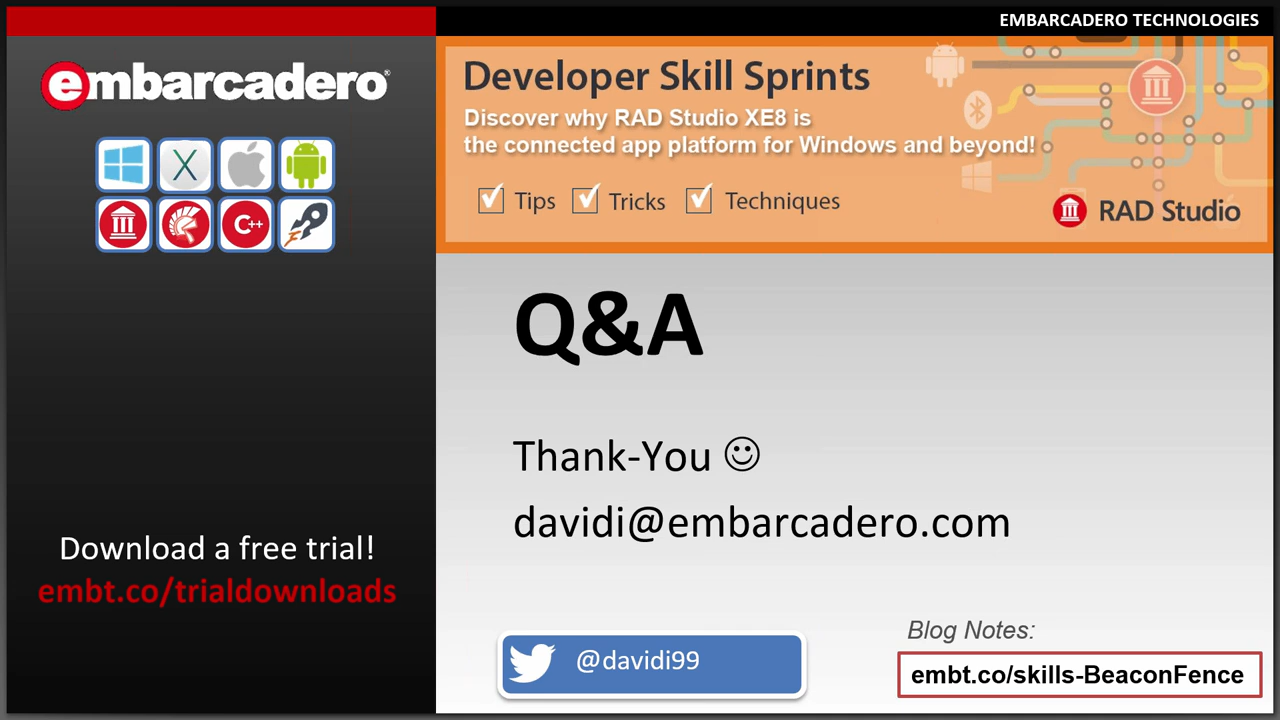 EMBARCADERO TECHNOLOGIES
embarcadero®
X
C++
Download a free trial!
embt.co/trialdownloads
Developer Skill Sprints
Discover why RAD Studio XE8 is
the connected app platform for Windows and beyond!
Tips Tricks Techniques
RAD Studio
Q&A
Thank-You ☺
davidi@embarcadero.com
@davidi99
Blog Notes:
embt.co/skills-BeaconFence